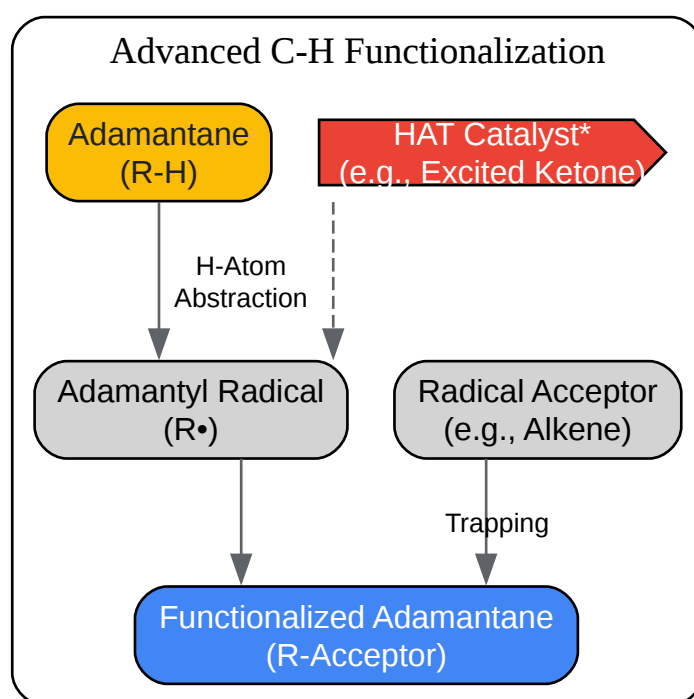 Advanced C-H Functionalization
Adamantane
(R-H)
HAT Catalyst*
(e.g., Excited Ketone)
H-Atom
Abstraction
Adamantyl Radical
(R•)
Radical Acceptor
(e.g., Alkene)
Trapping
Functionalized Adamantane
(R-Acceptor)